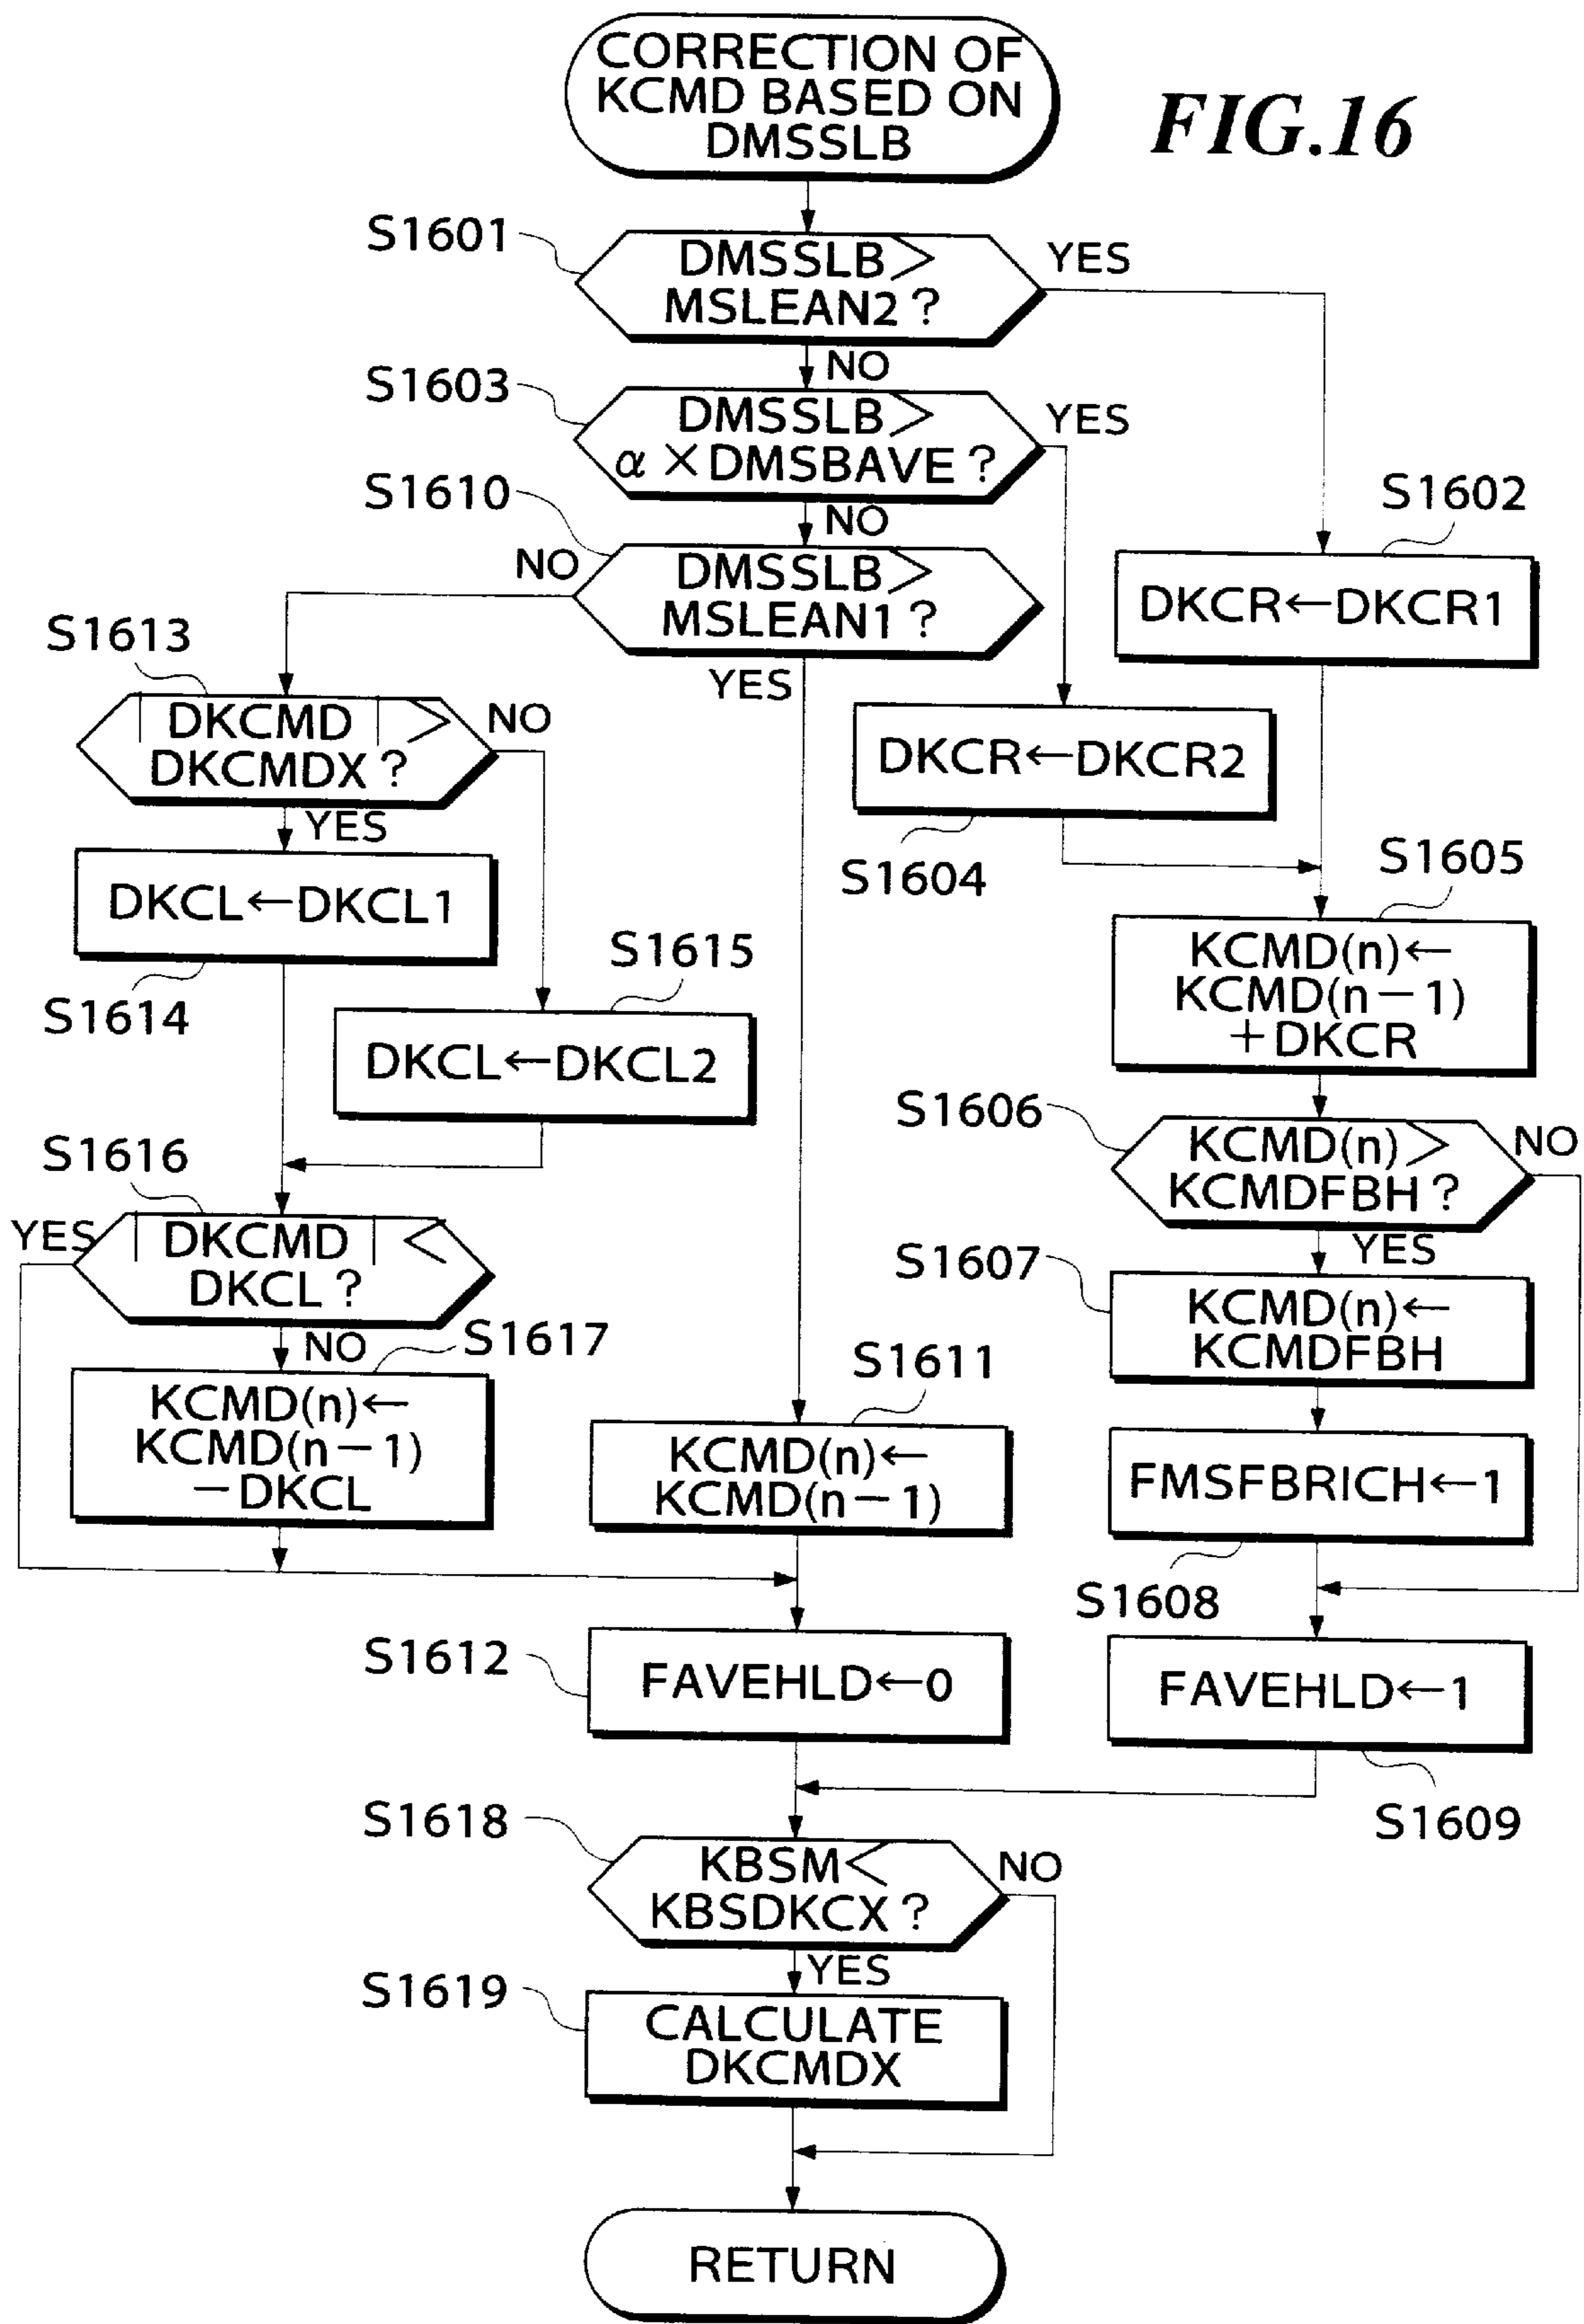 CORRECTION OF
KCMD BASED ON
DMSSLB
FIG.16
S1601
DMSSLB>
MSLEAN2?
YES
NO
S1603
DMSSLB>
α×DMSBAVE?
YES
NO
S1610
DMSSLB>
MSLEAN1?
NO
YES
S1602
DKCR←DKCR1
S1613
|DKCMD|>
DKCMDX?
NO
YES
DKCR←DKCR2
S1604
DKCL←DKCL1
S1614
S1615
DKCL←DKCL2
S1605
KCMD(n)←
KCMD(n-1)
+DKCR
S1606
KCMD(n)>
KCMDFBH?
NO
YES
S1616
|DKCMD|<
DKCL?
YES
NO
S1607
KCMD(n)←
KCMDFBH
S1617
KCMD(n)←
KCMD(n-1)
-DKCL
S1611
KCMD(n)←
KCMD(n-1)
FMSFBRICH←1
S1608
S1612
FAVEHLD←0
FAVEHLD←1
S1609
S1618
KBSM<
KBSDKCX?
NO
YES
S1619
CALCULATE
DKCMDX
RETURN